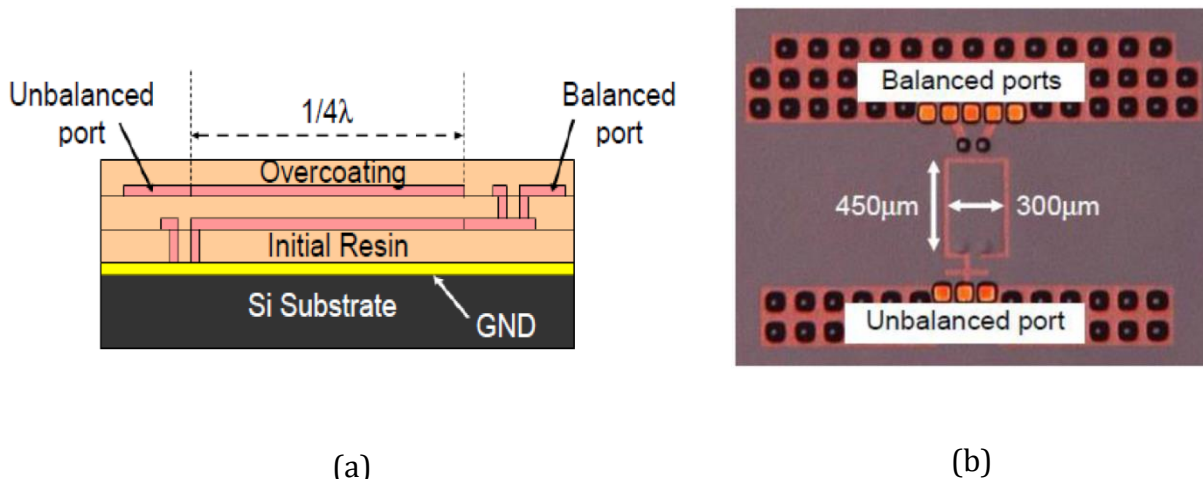 Unbalanced
port
1/4λ
Balanced
port
Overcoating
Initial Resin
Si Substrate
GND
(a)
Balanced ports
450μm
300μm
Unbalanced port
(b)